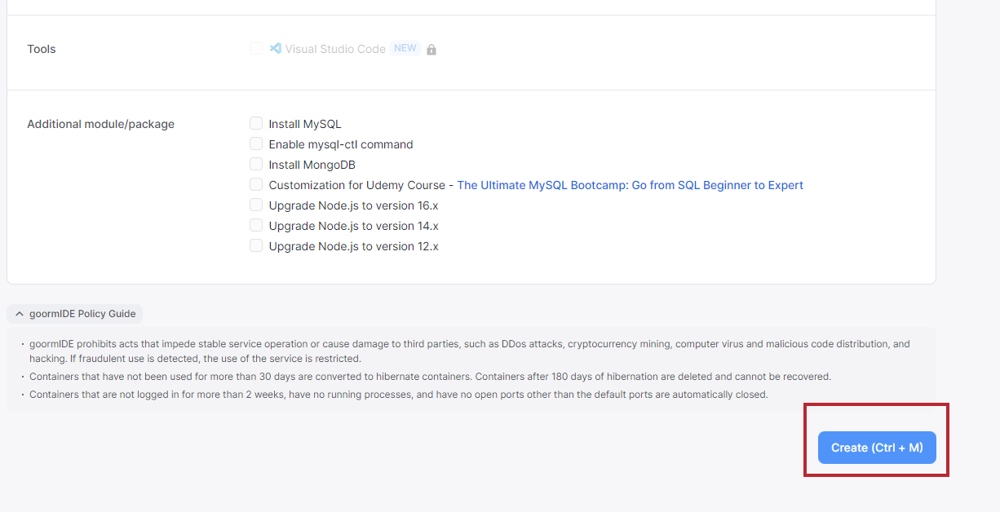 Tools
Visual Studio Code NEW
Additional module/package
Install MySQL
Enable mysql-ctl command
Install MongoDB
Customization for Udemy Course - The Ultimate MySQL Bootcamp: Go from SQL Beginner to Expert
Upgrade Node.js to version 16.x
Upgrade Node.js to version 14.x
Upgrade Node.js to version 12.x
goormIDE Policy Guide
· goormIDE prohibits acts that impede stable service operation or cause damage to third parties, such as DDos attacks, cryptocurrency mining, computer virus and malicious code distribution, and
hacking. If fraudulent use is detected, the use of the service is restricted.
· Containers that have not been used for more than 30 days are converted to hibernate containers. Containers after 180 days of hibernation are deleted and cannot be recovered.
· Containers that are not logged in for more than 2 weeks, have no running processes, and have no open ports other than the default ports are automatically closed.
Create (Ctrl + M)